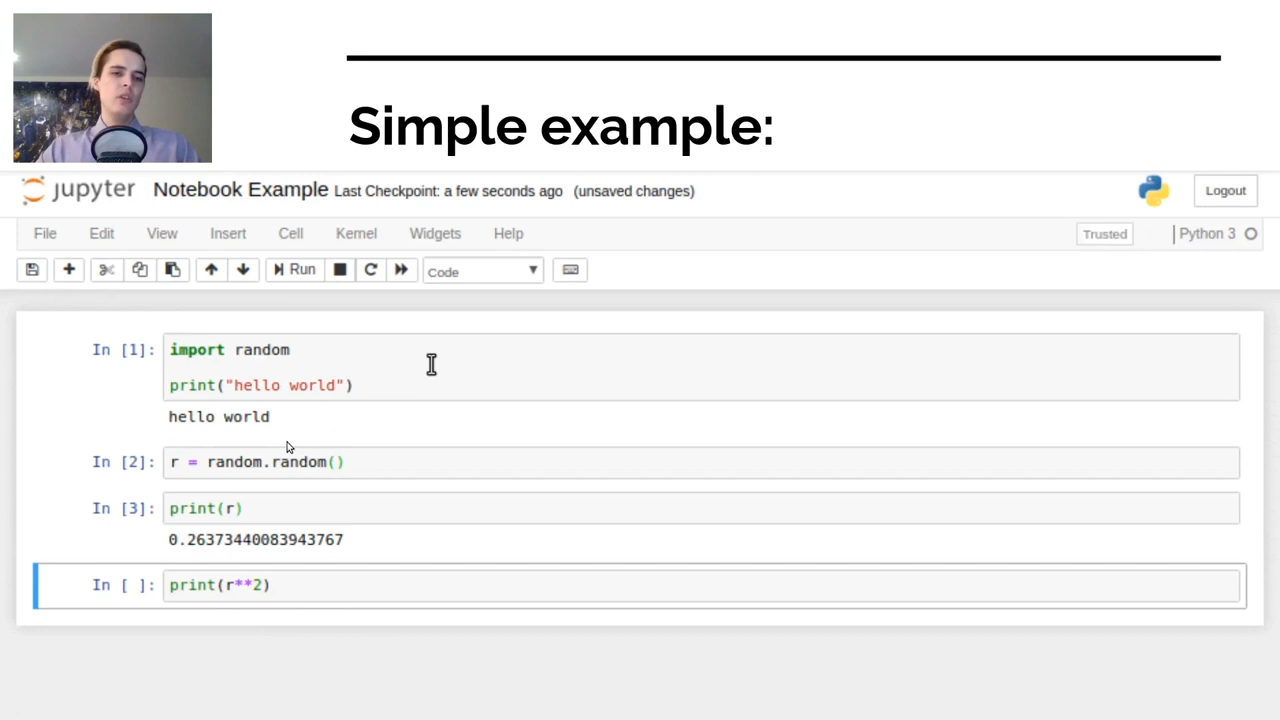 Simple example:
jupyter Notebook Example Last Checkpoint: a few seconds ago (unsaved changes) Logout
File Edit View Insert Cell Kernel Widgets Help Trusted Python 3
Run Code
In [1]: import random
print("hello world")
hello world
In [2]: r = random.random()
In [3]: print(r)
0.26373440083943767
In [ ]: print(r**2)